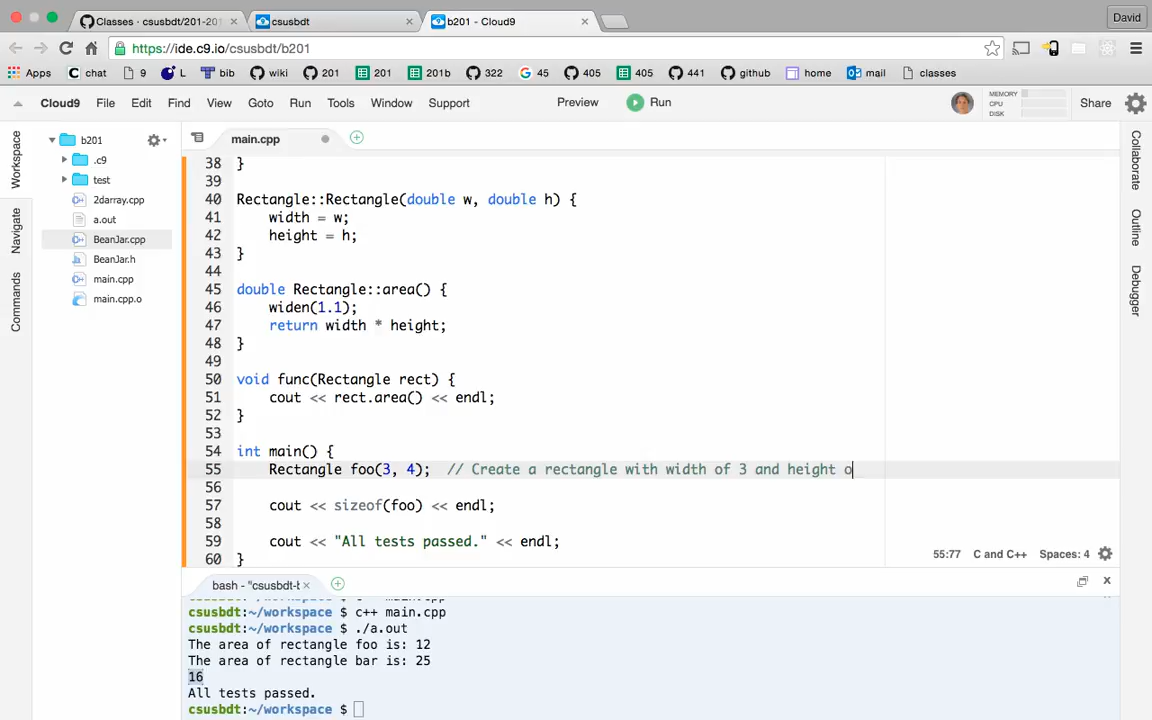 Classes · csusbdt/201-201
csusbdt
b201 - Cloud9
David
https://ide.c9.io/csusbdt/b201
Apps
chat
9
L
bib
wiki
201
201
201b
322
45
405
405
441
github
home
mail
classes
Cloud9 File Edit Find View Goto Run Tools Window Support
Preview Run
MEMORY
CPU
DISK
Share
Workspace
Navigate
Commands
b201
.c9
test
2darray.cpp
a.out
BeanJar.cpp
BeanJar.h
main.cpp
main.cpp.o
main.cpp
38 }
39
40 Rectangle::Rectangle(double w, double h) {
41 width = w;
42 height = h;
43 }
44
45 double Rectangle::area() {
46 widen(1.1);
47 return width * height;
48 }
49
50 void func(Rectangle rect) {
51 cout << rect.area() << endl;
52 }
53
54 int main() {
55 Rectangle foo(3, 4); // Create a rectangle with width of 3 and height o
56
57 cout << sizeof(foo) << endl;
58
59 cout << "All tests passed." << endl;
60 }
55:77 C and C++ Spaces: 4
Collaborate
Outline
Debugger
bash - "csusbdt-b
csusbdt:~/workspace $ c++ main.cpp
csusbdt:~/workspace $ ./a.out
The area of rectangle foo is: 12
The area of rectangle bar is: 25
16
All tests passed.
csusbdt:~/workspace $